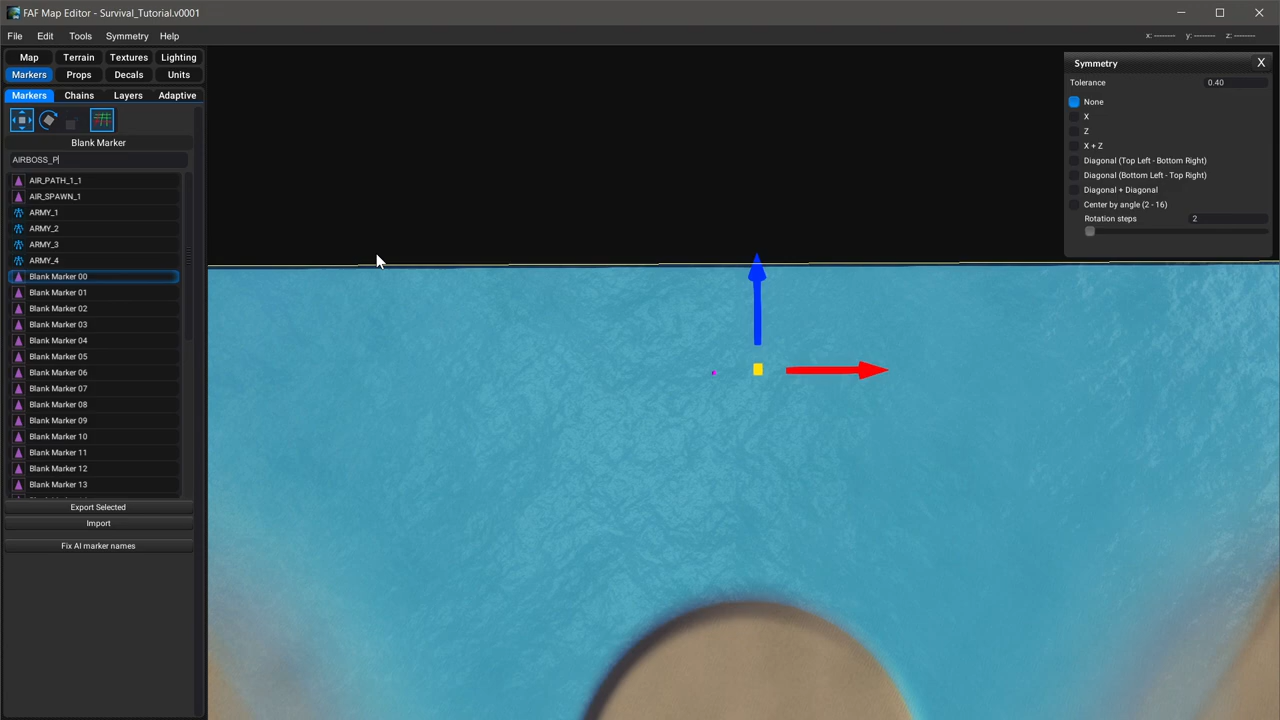 FAF Map Editor - Survival_Tutorial.v0001
File Edit Tools Symmetry Help
x: -------- y: -------- z: --------
Map Terrain Textures Lighting
Markers Props Decals Units
Markers Chains Layers Adaptive
Blank Marker
AIRBOSS_P
AIR_PATH_1_1
AIR_SPAWN_1
ARMY_1
ARMY_2
ARMY_3
ARMY_4
Blank Marker 00
Blank Marker 01
Blank Marker 02
Blank Marker 03
Blank Marker 04
Blank Marker 05
Blank Marker 06
Blank Marker 07
Blank Marker 08
Blank Marker 09
Blank Marker 10
Blank Marker 11
Blank Marker 12
Blank Marker 13
Export Selected
Import
Fix AI marker names
Symmetry X
Tolerance 0.40
None
X
Z
X + Z
Diagonal (Top Left - Bottom Right)
Diagonal (Bottom Left - Top Right)
Diagonal + Diagonal
Center by angle (2 - 16)
Rotation steps 2